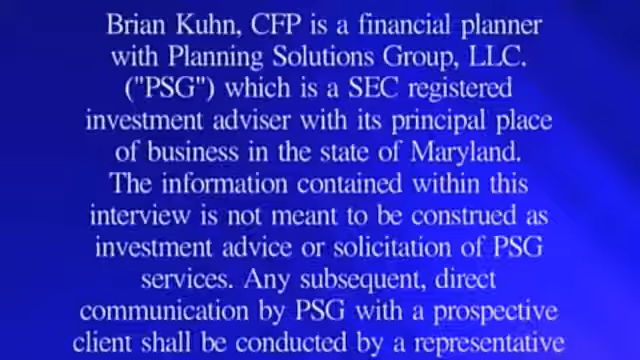 Brian Kuhn, CFP is a financial planner
with Planning Solutions Group, LLC.
("PSG") which is a SEC registered
investment adviser with its principal place
of business in the state of Maryland.
The information contained within this
interview is not meant to be construed as
investment advice or solicitation of PSG
services. Any subsequent, direct
communication by PSG with a prospective
client shall be conducted by a representative